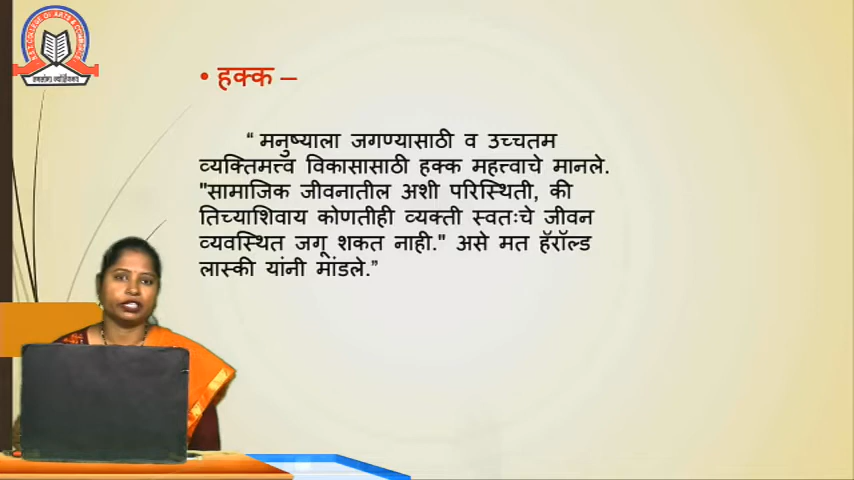 • हक्क –
“ मनुष्याला जगण्यासाठी व उच्चतम
व्यक्तिमत्त्व विकासासाठी हक्क महत्त्वाचे मानले.
"सामाजिक जीवनातील अशी परिस्थिती, की
तिच्याशिवाय कोणतीही व्यक्ती स्वतःचे जीवन
व्यवस्थित जगू शकत नाही." असे मत हॅरॉल्ड
लास्की यांनी मांडले.”